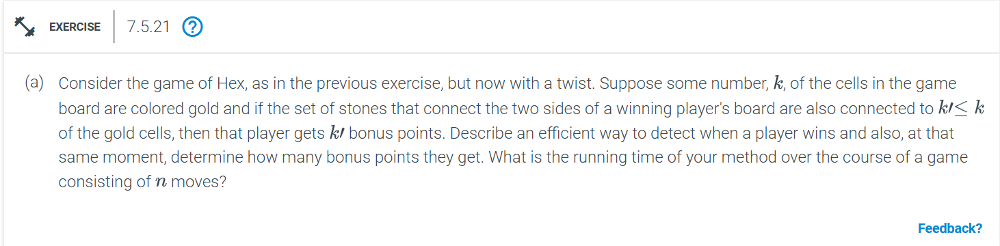 EXERCISE 7.5.21 ?
(a) Consider the game of Hex, as in the previous exercise, but now with a twist. Suppose some number, k, of the cells in the game
board are colored gold and if the set of stones that connect the two sides of a winning player's board are also connected to k′≤ k
of the gold cells, then that player gets k′ bonus points. Describe an efficient way to detect when a player wins and also, at that
same moment, determine how many bonus points they get. What is the running time of your method over the course of a game
consisting of n moves?
Feedback?